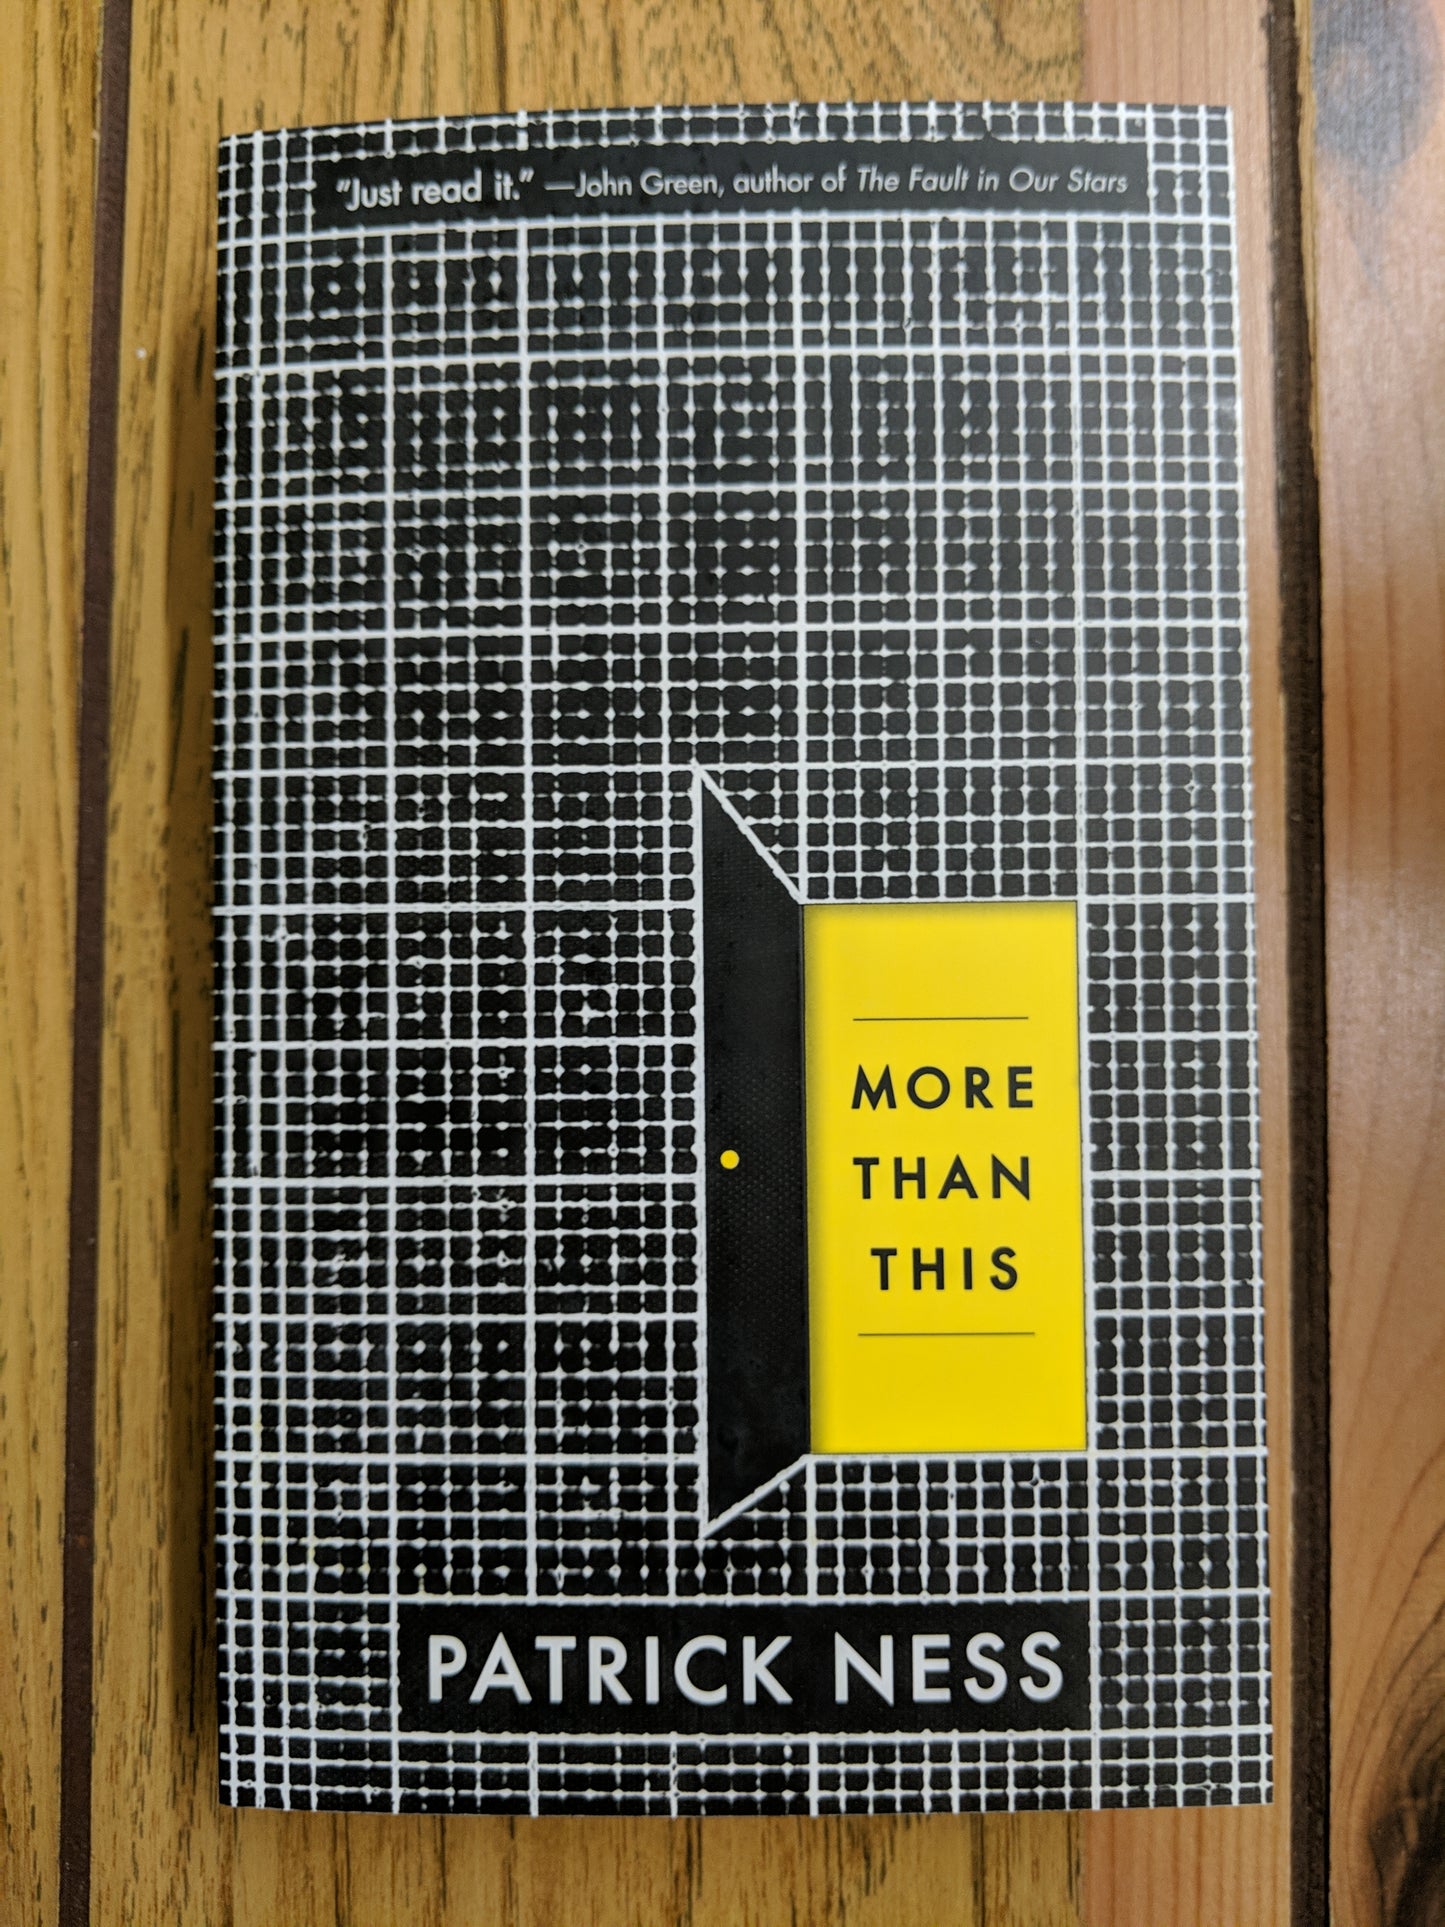 "Just read it." —John Green, author of The Fault in Our Stars
MORE
THAN
THIS
PATRICK NESS